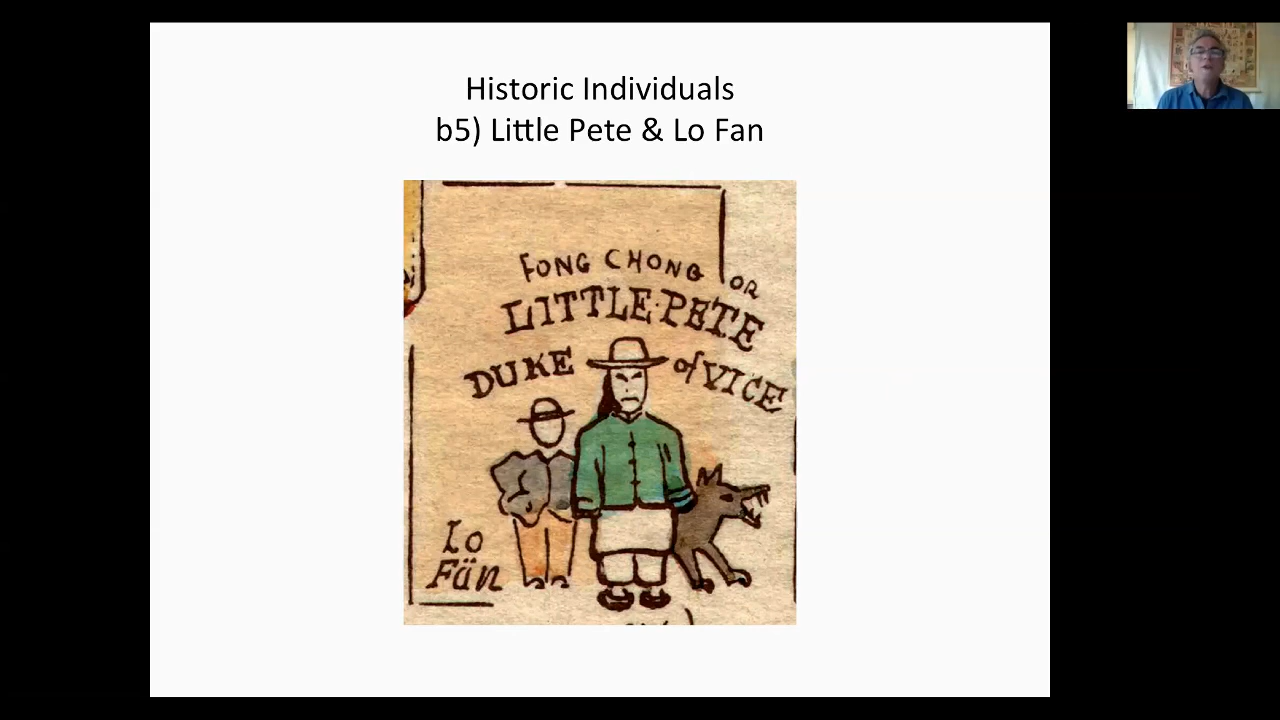 Historic Individuals
b5) Little Pete & Lo Fan
FONG CHONG OR
LITTLE·PETE
DUKE of VICE
Lo
Fän